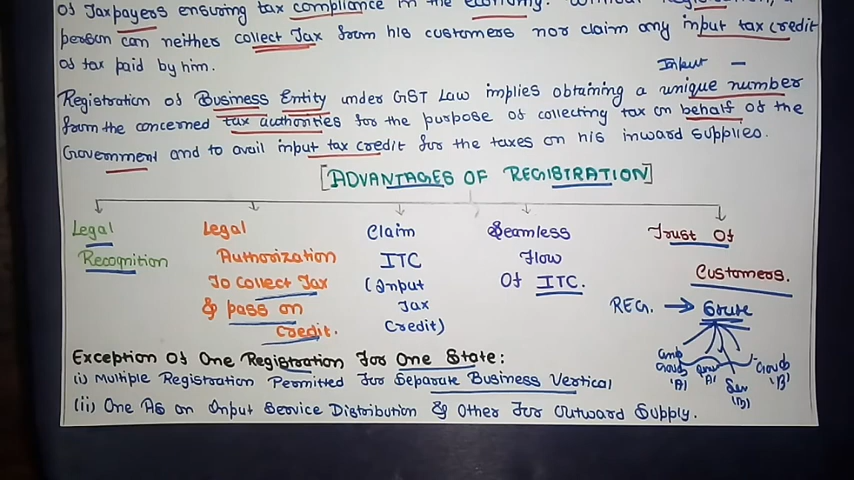 of Taxpayers ensuring tax compliance in the economy. Without Registration, a
person can neither collect Tax from his customers nor claim any input tax credit
of tax paid by him.
Input —
Registration of Business Entity under GST Law implies obtaining a unique number
from the concerned tax authorities for the purpose of collecting tax on behalf of the
Government and to avail input tax credit for the taxes on his inward supplies.
[ADVANTAGES OF REGISTRATION]
Legal
Recognition
Legal
Authorization
To Collect Tax
& pass on
Credit.
Claim
ITC
(Input
Tax
Credit)
Seamless
Flow
Of ITC.
Trust Of
Customers.
REG. →
Exception Of One Registration For One State:
(i) Multiple Registration Permitted For Separate Business Vertical
(ii) One As an Input Service Distribution & Other For Outward Supply.
'A'
'B'